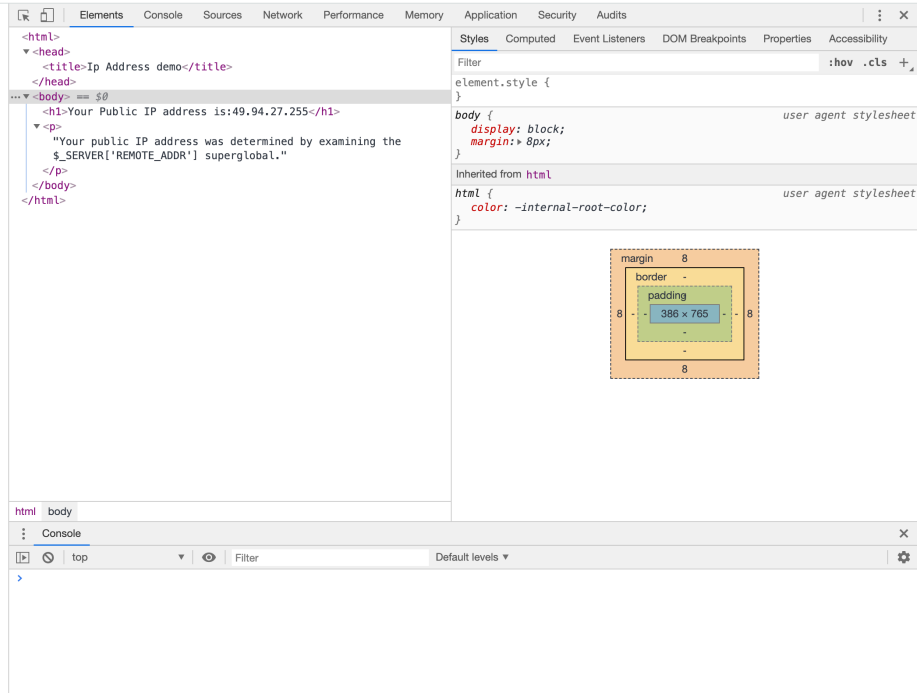 Elements Console Sources Network Performance Memory Application Security Audits
<html>
<head>
<title>Ip Address demo</title>
</head>
<body> == $0
<h1>Your Public IP address is:49.94.27.255</h1>
<p>
"Your public IP address was determined by examining the
$_SERVER['REMOTE_ADDR'] superglobal."
</p>
</body>
</html>
html body
Styles Computed Event Listeners DOM Breakpoints Properties Accessibility
Filter :hov .cls +
element.style {
}
body { user agent stylesheet
display: block;
margin: 8px;
}
Inherited from html
html { user agent stylesheet
color: -internal-root-color;
}
margin 8
border -
padding
8 - - 386 × 765 - - 8
-
-
8
Console
top Filter Default levels
>